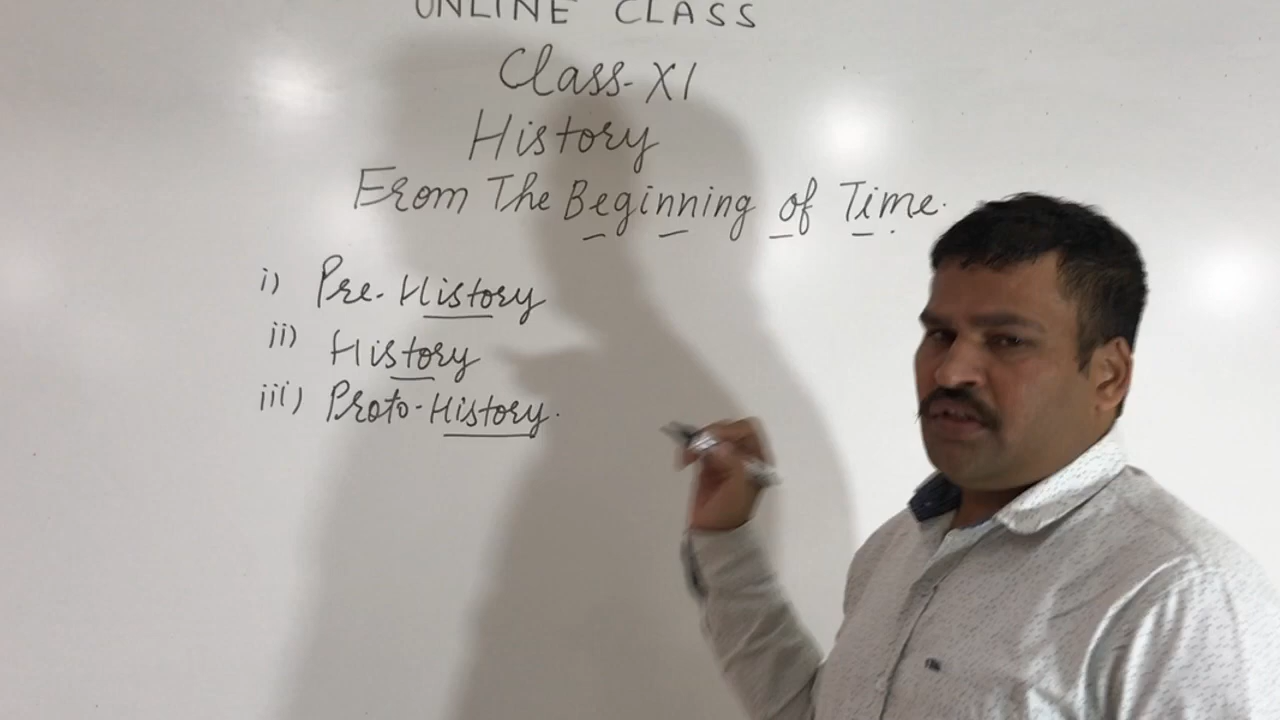 ONLINE CLASS
Class-XI
History
From The Beginning of Time.
i) Pre-History
ii) History
iii) Proto-History.